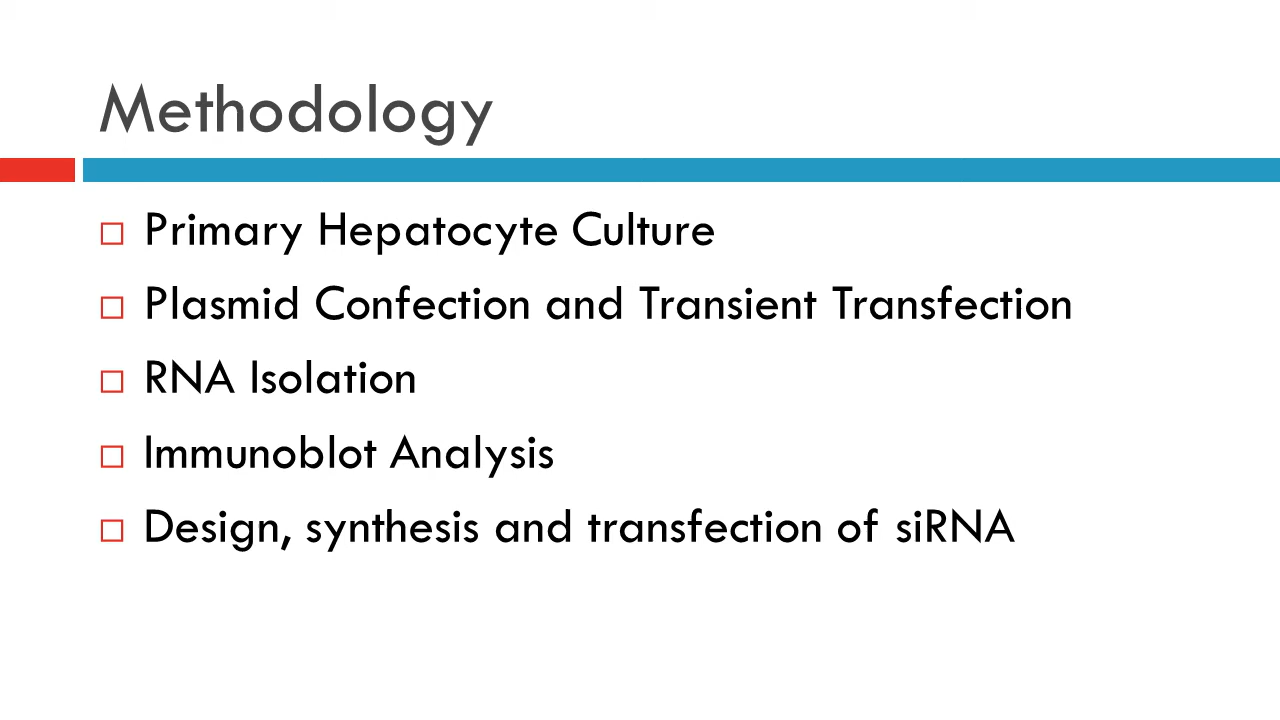 Methodology
Primary Hepatocyte Culture
Plasmid Confection and Transient Transfection
RNA Isolation
Immunoblot Analysis
Design, synthesis and transfection of siRNA